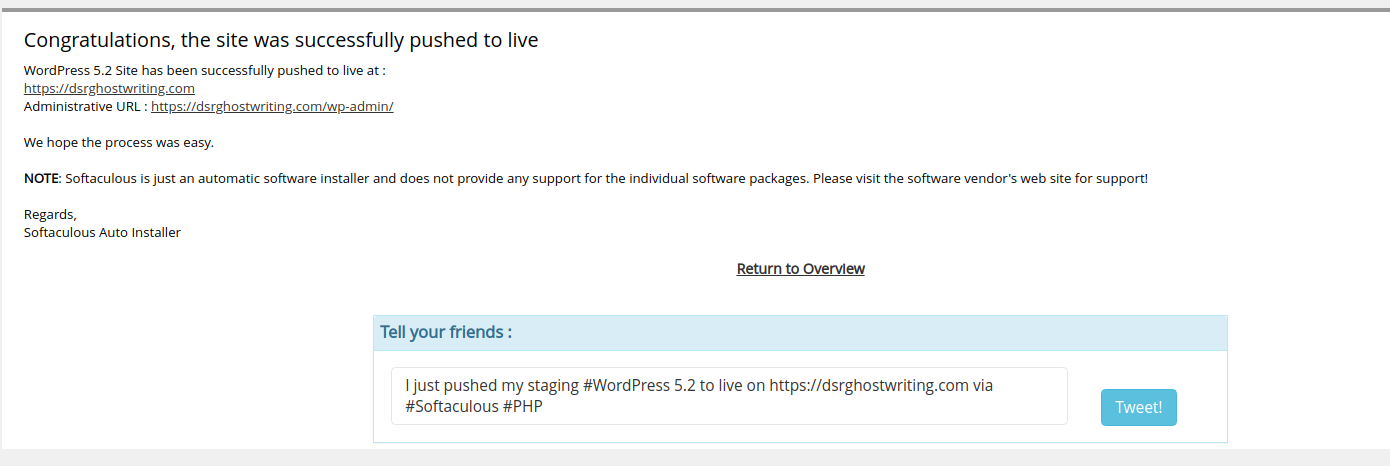 Congratulations, the site was successfully pushed to live
WordPress 5.2 Site has been successfully pushed to live at :
https://dsrghostwriting.com
Administrative URL : https://dsrghostwriting.com/wp-admin/
We hope the process was easy.
NOTE: Softaculous is just an automatic software installer and does not provide any support for the individual software packages. Please visit the software vendor's web site for support!
Regards,
Softaculous Auto Installer
Return to Overview
Tell your friends :
I just pushed my staging #WordPress 5.2 to live on https://dsrghostwriting.com via
#Softaculous #PHP
Tweet!